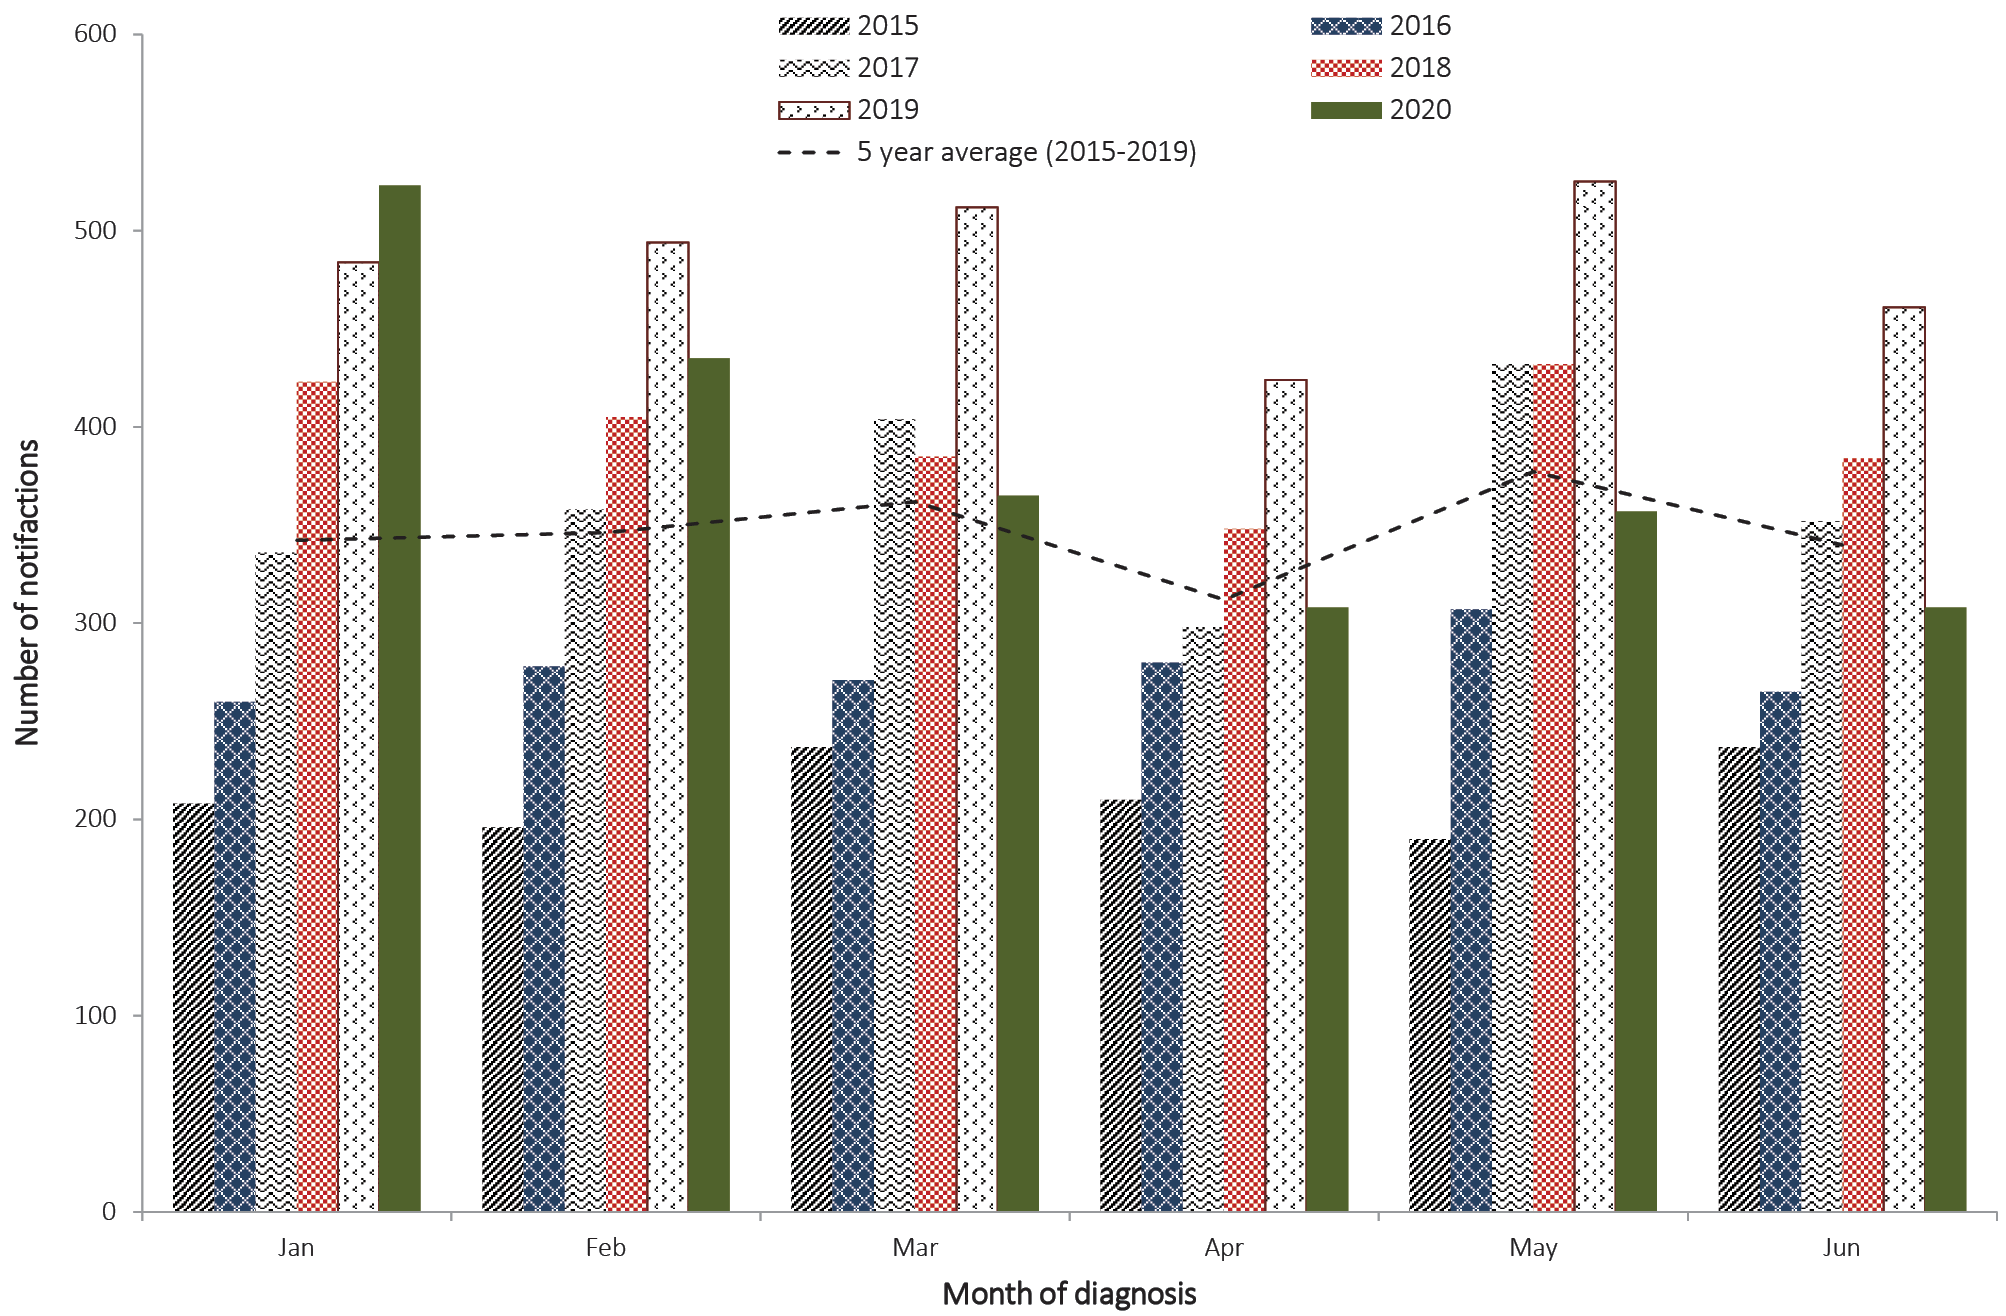 2015
2016
2017
2018
2019
2020
5 year average (2015-2019)
600
500
400
300
200
100
0
Number of notifactions
Jan
Feb
Mar
Apr
May
Jun
Month of diagnosis